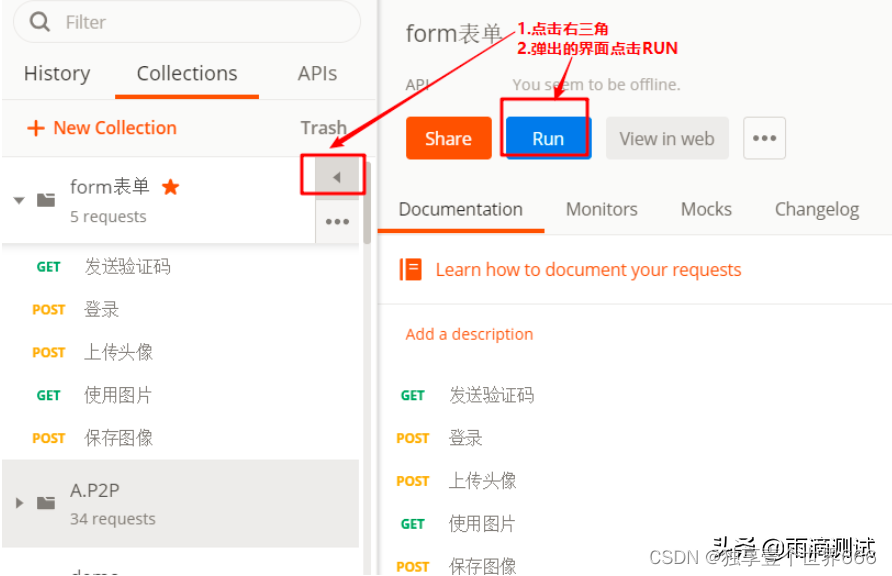 Filter
History
Collections
APIs
New Collection
Trash
form表单
5 requests
GET 发送验证码
POST 登录
POST 上传头像
GET 使用图片
POST 保存图像
A.P2P
34 requests
form表单
1.点击右三角
2.弹出的界面点击RUN
API
You seem to be offline.
Share
Run
View in web
Documentation
Monitors
Mocks
Changelog
Learn how to document your requests
Add a description
GET 发送验证码
POST 登录
POST 上传头像
GET 使用图片
POST 保存图像
头条 @雨滴测试
CSDN @独享壹个世界666